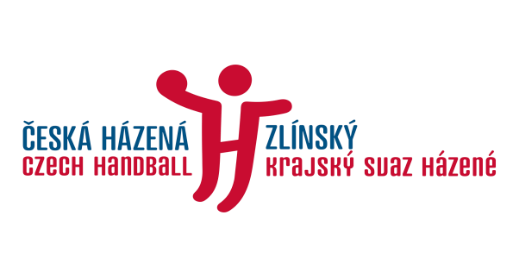 ČESKÁ HÁZENÁ
CZECH HANDBALL
ZLÍNSKÝ
KRAJSKÝ SVAZ HÁZENÉ